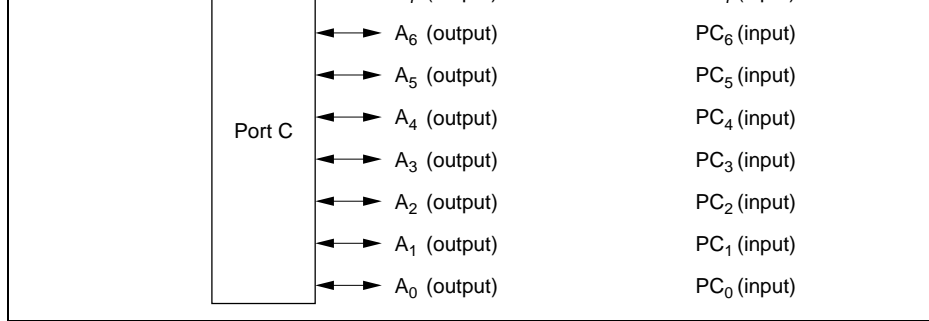 A6 (output) PC6 (input)
A5 (output) PC5 (input)
A4 (output) PC4 (input)
Port C
A3 (output) PC3 (input)
A2 (output) PC2 (input)
A1 (output) PC1 (input)
A0 (output) PC0 (input)